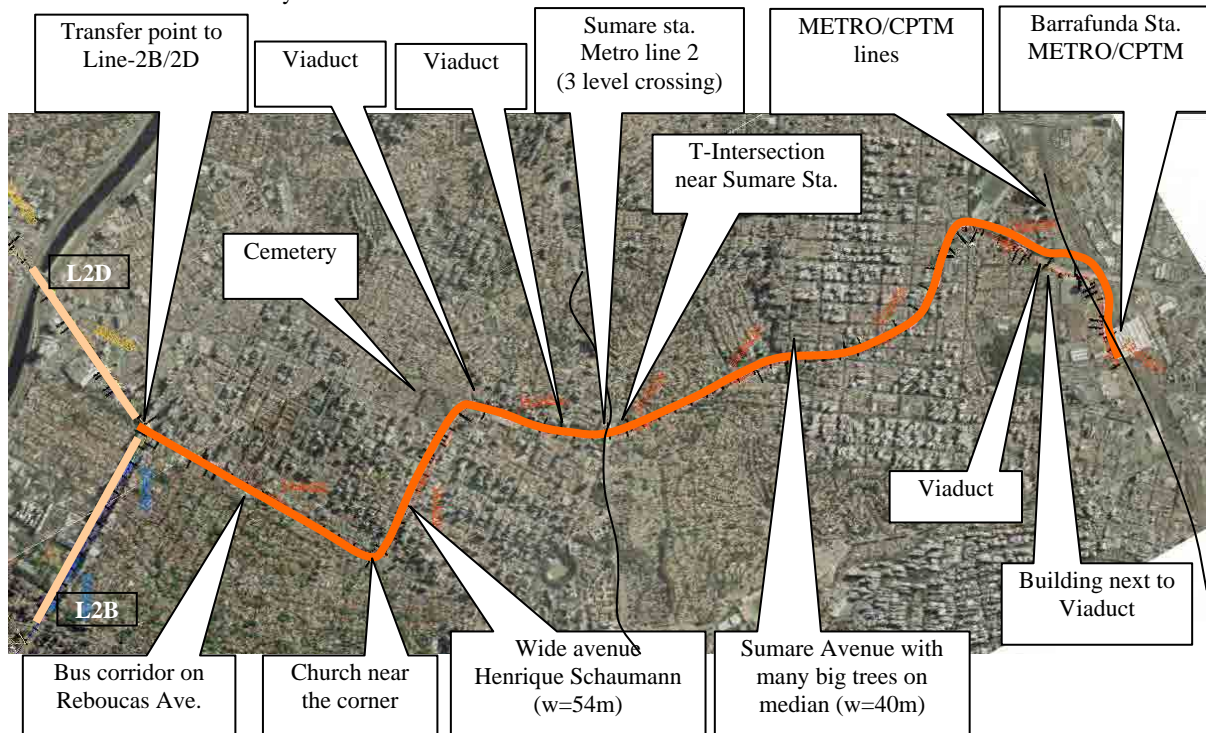 Transfer point to
Line-2B/2D
Viaduct
Viaduct
Sumare sta.
Metro line 2
(3 level crossing)
METRO/CPTM
lines
Barrafunda Sta.
METRO/CPTM
T-Intersection
near Sumare Sta.
Cemetery
L2D
L2B
Viaduct
Building next to
Viaduct
Bus corridor on
Reboucas Ave.
Church near
the corner
Wide avenue
Henrique Schaumann
(w=54m)
Sumare Avenue with
many big trees on
median (w=40m)